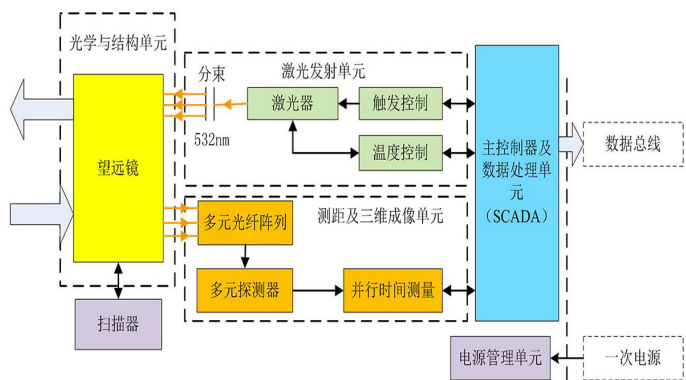 光学与结构单元
望远镜
扫描器
分束
532nm
激光发射单元
激光器
触发控制
温度控制
多元光纤阵列
测距及三维成像单元
多元探测器
并行时间测量
主控制器及
数据处理单
元
（SCADA）
数据总线
电源管理单元
一次电源